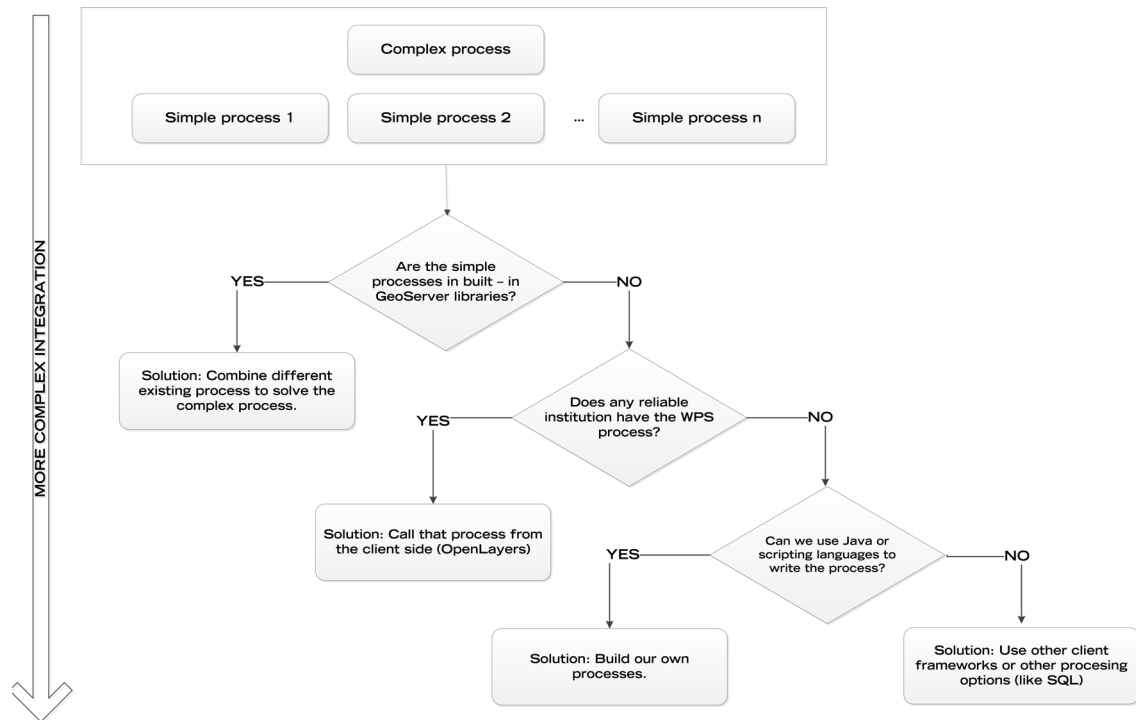 Complex process
Simple process 1
Simple process 2
...
Simple process n
MORE COMPLEX INTEGRATION
Are the simple
processes in built – in
GeoServer libraries?
YES
NO
Solution: Combine different
existing process to solve the
complex process.
Does any reliable
institution have the WPS
process?
YES
NO
Solution: Call that process from
the client side (OpenLayers)
Can we use Java or
scripting languages to
write the process?
YES
NO
Solution: Build our own
processes.
Solution: Use other client
frameworks or other procesing
options (like SQL)